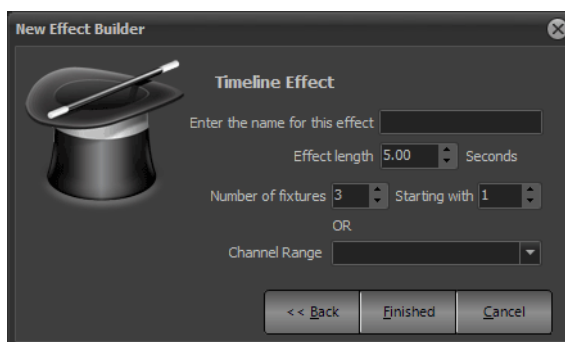 New Effect Builder
Timeline Effect
Enter the name for this effect
Effect length 5.00 Seconds
Number of fixtures 3 Starting with 1
OR
Channel Range
<< Back Finished Cancel